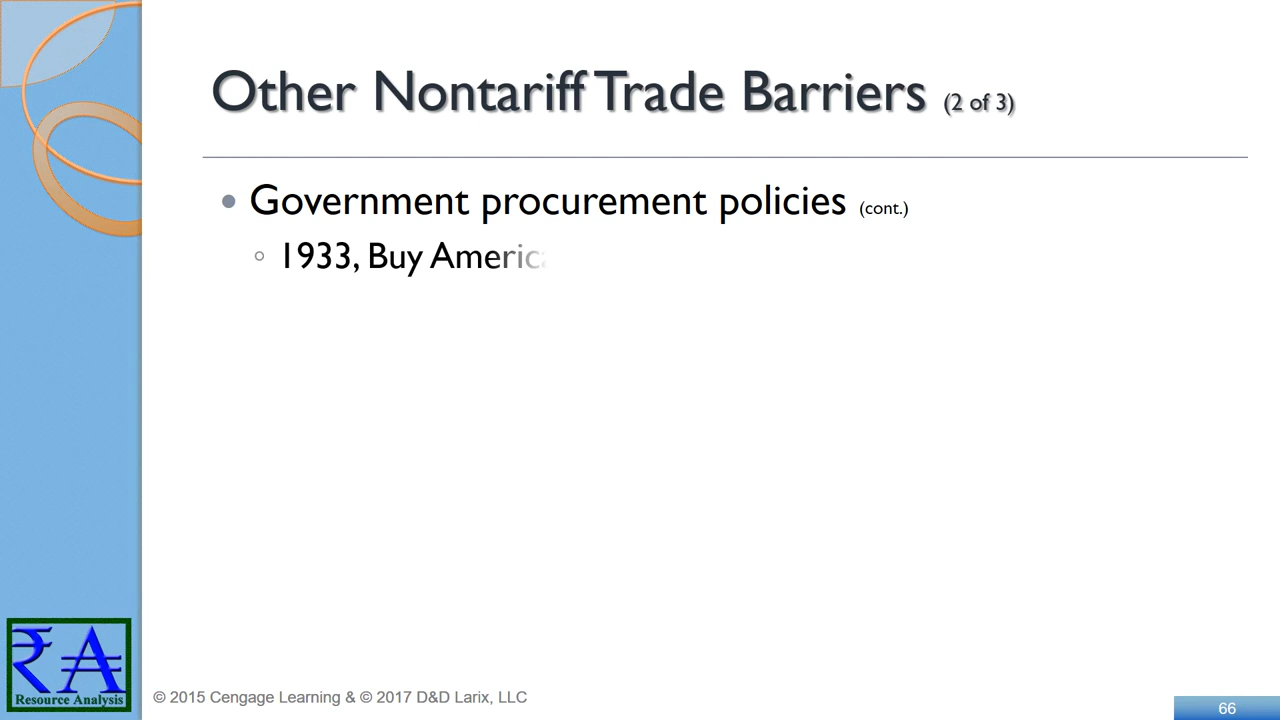 Other Nontariff Trade Barriers (2 of 3)
Government procurement policies (cont.)
1933, Buy Americ
₹A
Resource Analysis
© 2015 Cengage Learning & © 2017 D&D Larix, LLC
66